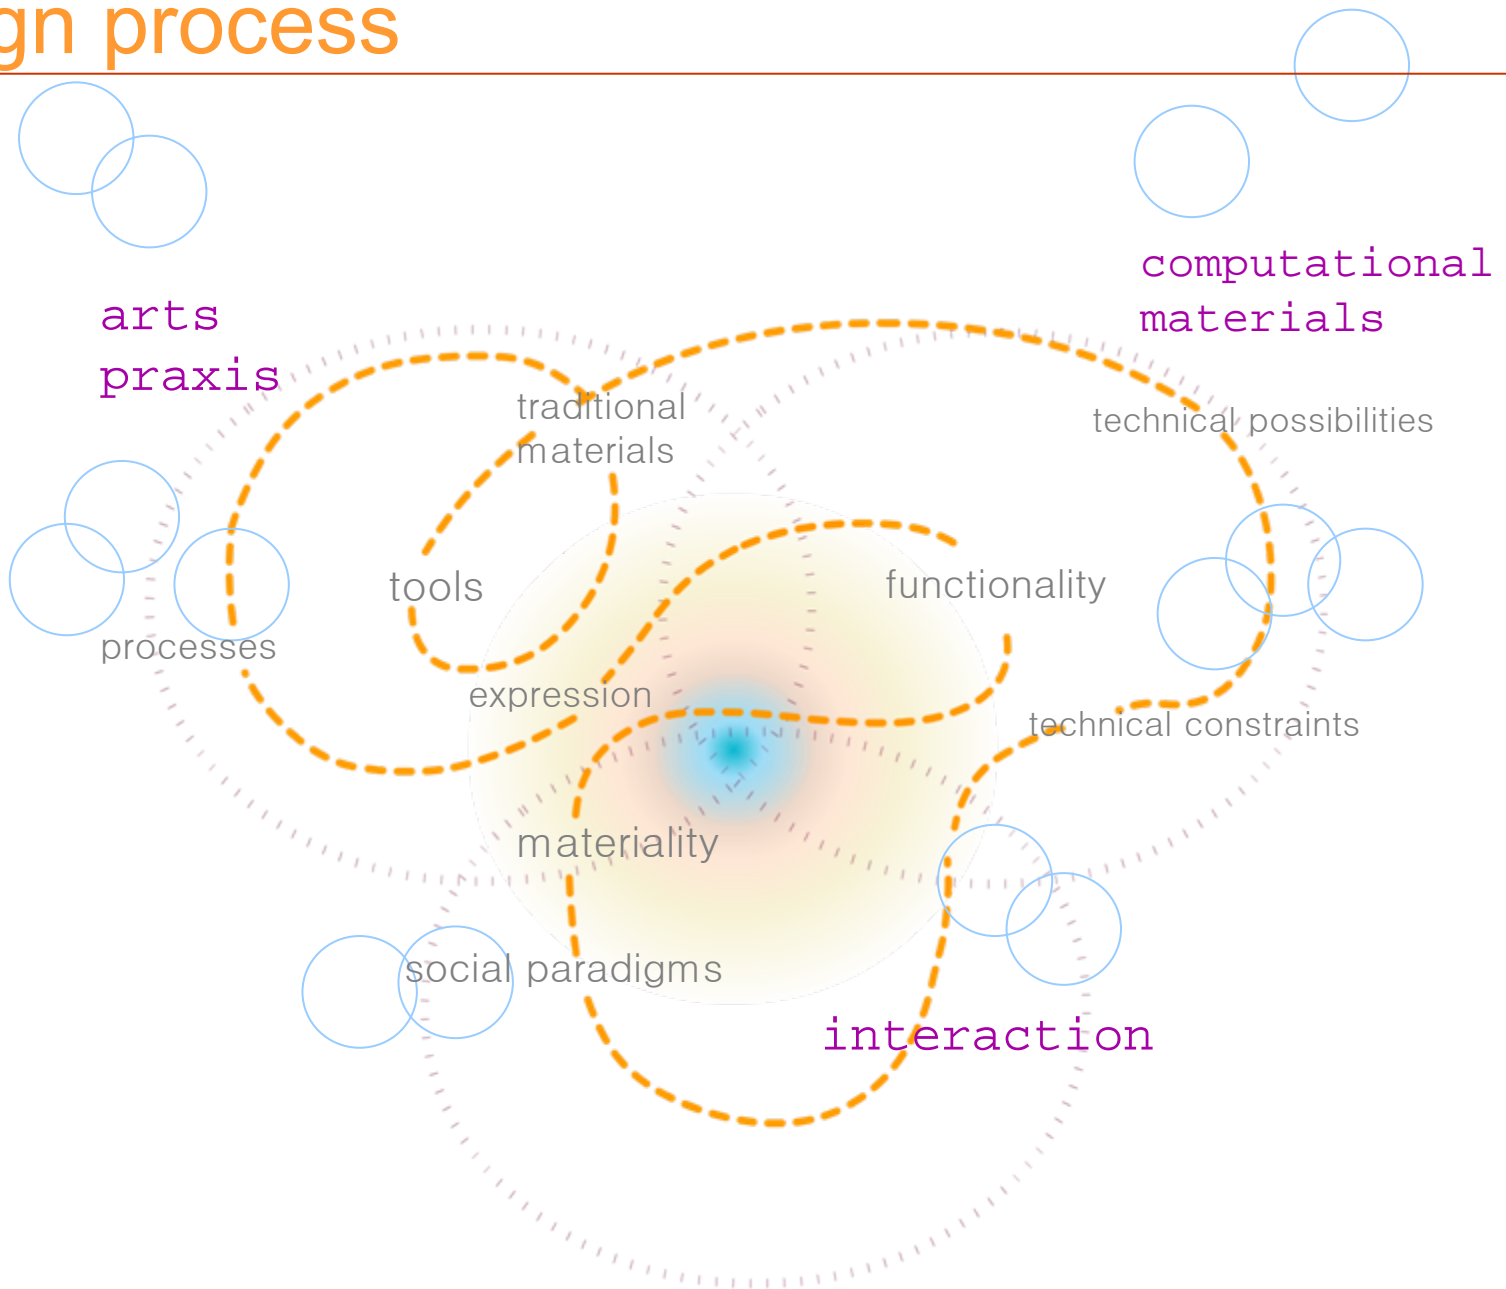 gn process
computational
materials
arts
praxis
traditional
materials
technical possibilities
tools
functionality
processes
expression
technical constraints
materiality
social paradigms
interaction